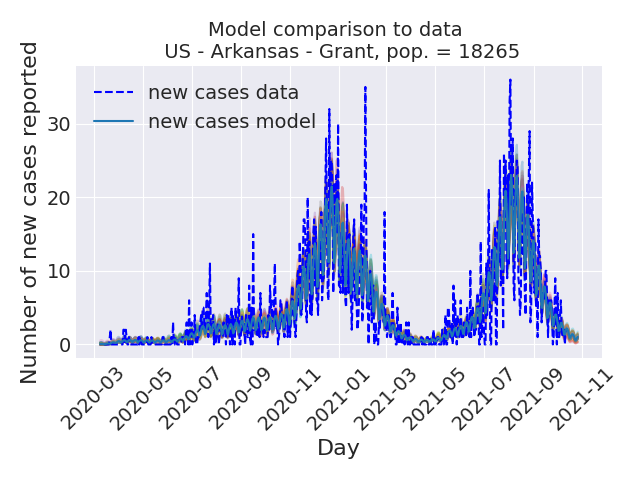 Model comparison to data
US - Arkansas - Grant, pop. = 18265
new cases data
new cases model
Number of new cases reported
30
20
10
0
2020-03
2020-05
2020-07
2020-09
2020-11
2021-01
2021-03
2021-05
2021-07
2021-09
2021-11
Day